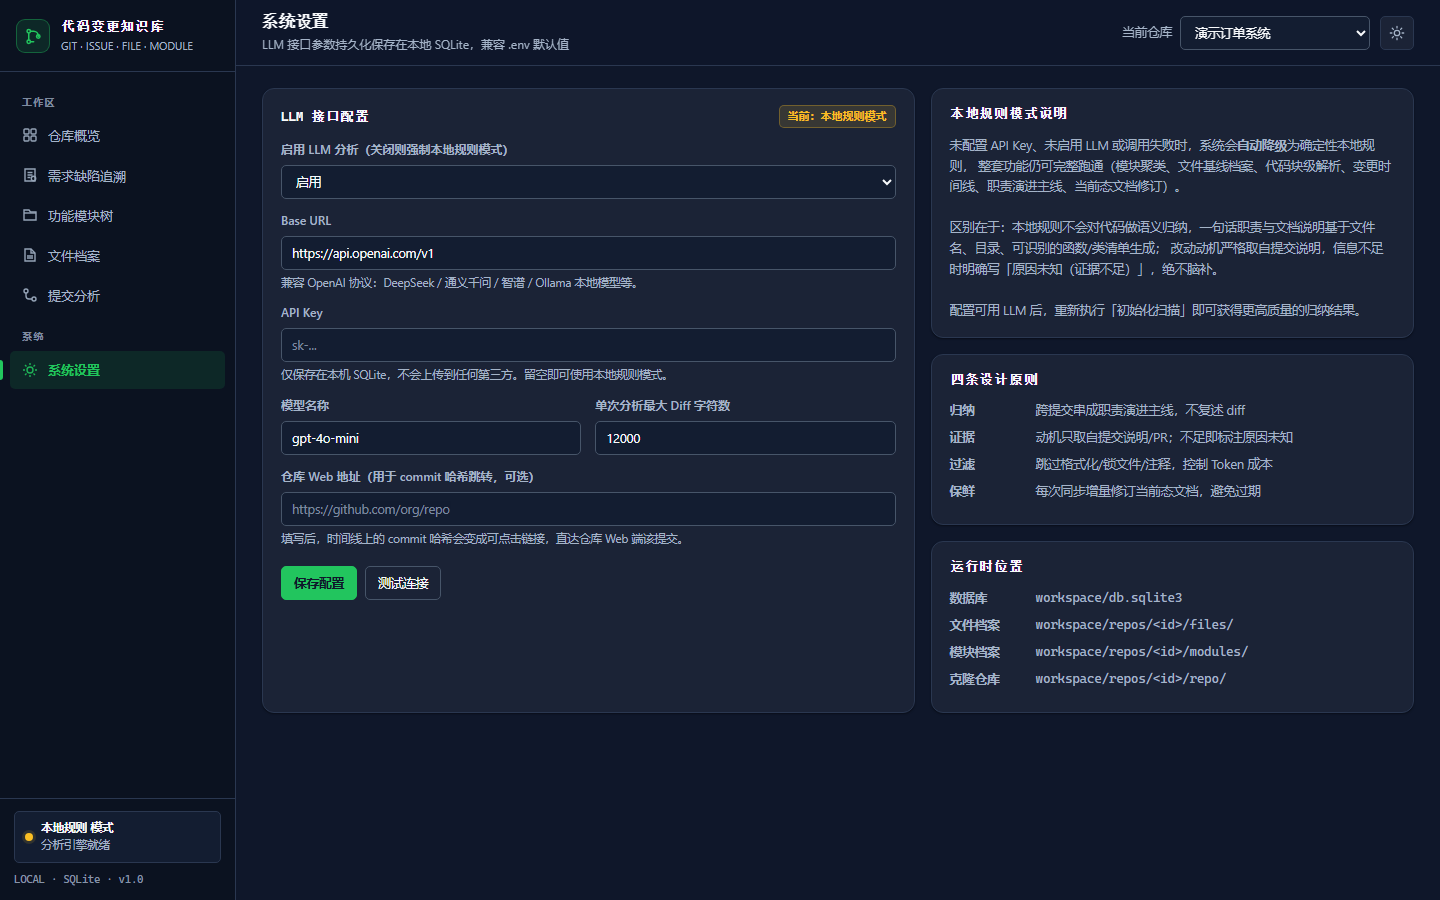 代码变更知识库
GIT · ISSUE · FILE · MODULE
工作区
仓库概览
需求缺陷追溯
功能模块树
文件档案
提交分析
系统
系统设置
本地规则 模式
分析引擎就绪
LOCAL · SQLite · v1.0
系统设置
LLM 接口参数持久化保存在本地 SQLite，兼容 .env 默认值
当前仓库
演示订单系统
LLM 接口配置
当前：本地规则模式
启用 LLM 分析（关闭则强制本地规则模式）
启用
Base URL
https://api.openai.com/v1
兼容 OpenAI 协议：DeepSeek / 通义千问 / 智谱 / Ollama 本地模型等。
API Key
sk-...
仅保存在本机 SQLite，不会上传到任何第三方。留空即可使用本地规则模式。
模型名称
单次分析最大 Diff 字符数
gpt-4o-mini
12000
仓库 Web 地址（用于 commit 哈希跳转，可选）
https://github.com/org/repo
填写后，时间线上的 commit 哈希会变成可点击链接，直达仓库 Web 端该提交。
保存配置
测试连接
本地规则模式说明
未配置 API Key、未启用 LLM 或调用失败时，系统会自动降级为确定性本地规
则， 整套功能仍可完整跑通（模块聚类、文件基线档案、代码块级解析、变更时
间线、职责演进主线、当前态文档修订）。
区别在于：本地规则不会对代码做语义归纳，一句话职责与文档说明基于文件
名、目录、可识别的函数/类清单生成； 改动动机严格取自提交说明，信息不足
时明确写「原因未知（证据不足）」，绝不脑补。
配置可用 LLM 后，重新执行「初始化扫描」即可获得更高质量的归纳结果。
四条设计原则
归纳 跨提交串成职责演进主线，不复述 diff
证据 动机只取自提交说明/PR；不足即标注原因未知
过滤 跳过格式化/锁文件/注释，控制 Token 成本
保鲜 每次同步增量修订当前态文档，避免过期
运行时位置
数据库 workspace/db.sqlite3
文件档案 workspace/repos/<id>/files/
模块档案 workspace/repos/<id>/modules/
克隆仓库 workspace/repos/<id>/repo/